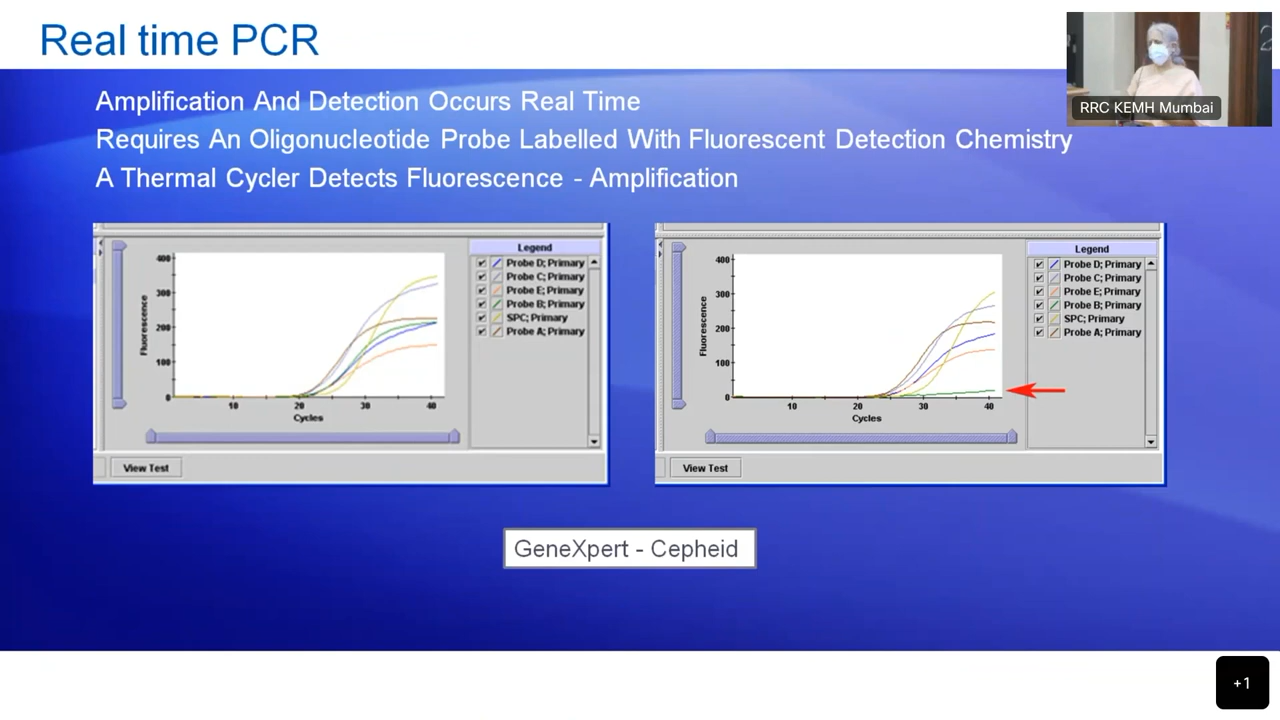 Real time PCR
RRC KEMH Mumbai
Amplification And Detection Occurs Real Time
Requires An Oligonucleotide Probe Labelled With Fluorescent Detection Chemistry
A Thermal Cycler Detects Fluorescence - Amplification
Legend
Probe D; Primary
Probe C; Primary
Probe E; Primary
Probe B; Primary
SPC; Primary
Probe A; Primary
400
300
200
100
0
Fluorescence
10 20 30 40
Cycles
View Test
Legend
Probe D; Primary
Probe C; Primary
Probe E; Primary
Probe B; Primary
SPC; Primary
Probe A; Primary
400
300
200
100
0
Fluorescence
10 20 30 40
Cycles
View Test
GeneXpert - Cepheid
+1